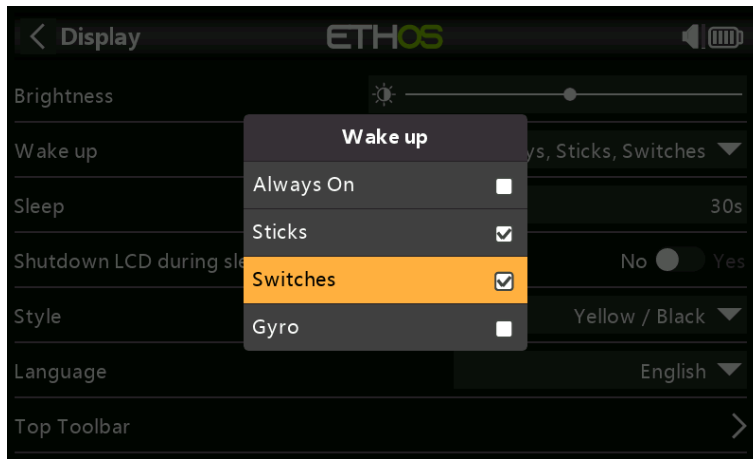 Display
ETHOS
Brightness
Wake up
ys, Sticks, Switches
Sleep
30s
Shutdown LCD during sle
No Yes
Style
Yellow / Black
Language
English
Top Toolbar
Wake up
Always On
Sticks
Switches
Gyro